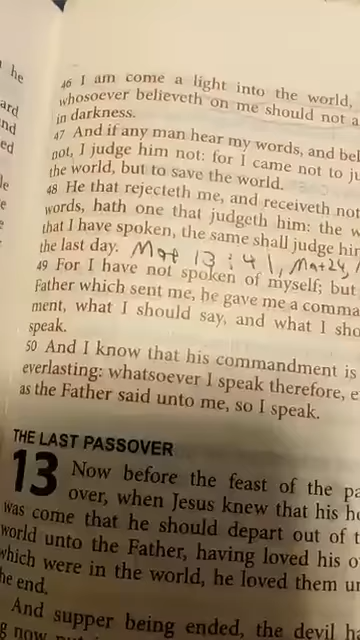 he
46 I am come a light into the world,
whosoever believeth on me should not a
in darkness.
47 And if any man hear my words, and bel
not, I judge him not: for I came not to ju
the world, but to save the world.
48 He that rejecteth me, and receiveth not
words, hath one that judgeth him: the w
that I have spoken, the same shall judge him
the last day. Mat 13:41, Mat 24,
49 For I have not spoken of myself; but
Father which sent me, he gave me a comma
ment, what I should say, and what I sho
speak.
50 And I know that his commandment is
everlasting: whatsoever I speak therefore, e
as the Father said unto me, so I speak.
THE LAST PASSOVER
13 Now before the feast of the pa
over, when Jesus knew that his ho
was come that he should depart out of t
world unto the Father, having loved his o
which were in the world, he loved them un
he end.
And supper being ended, the devil h
g now